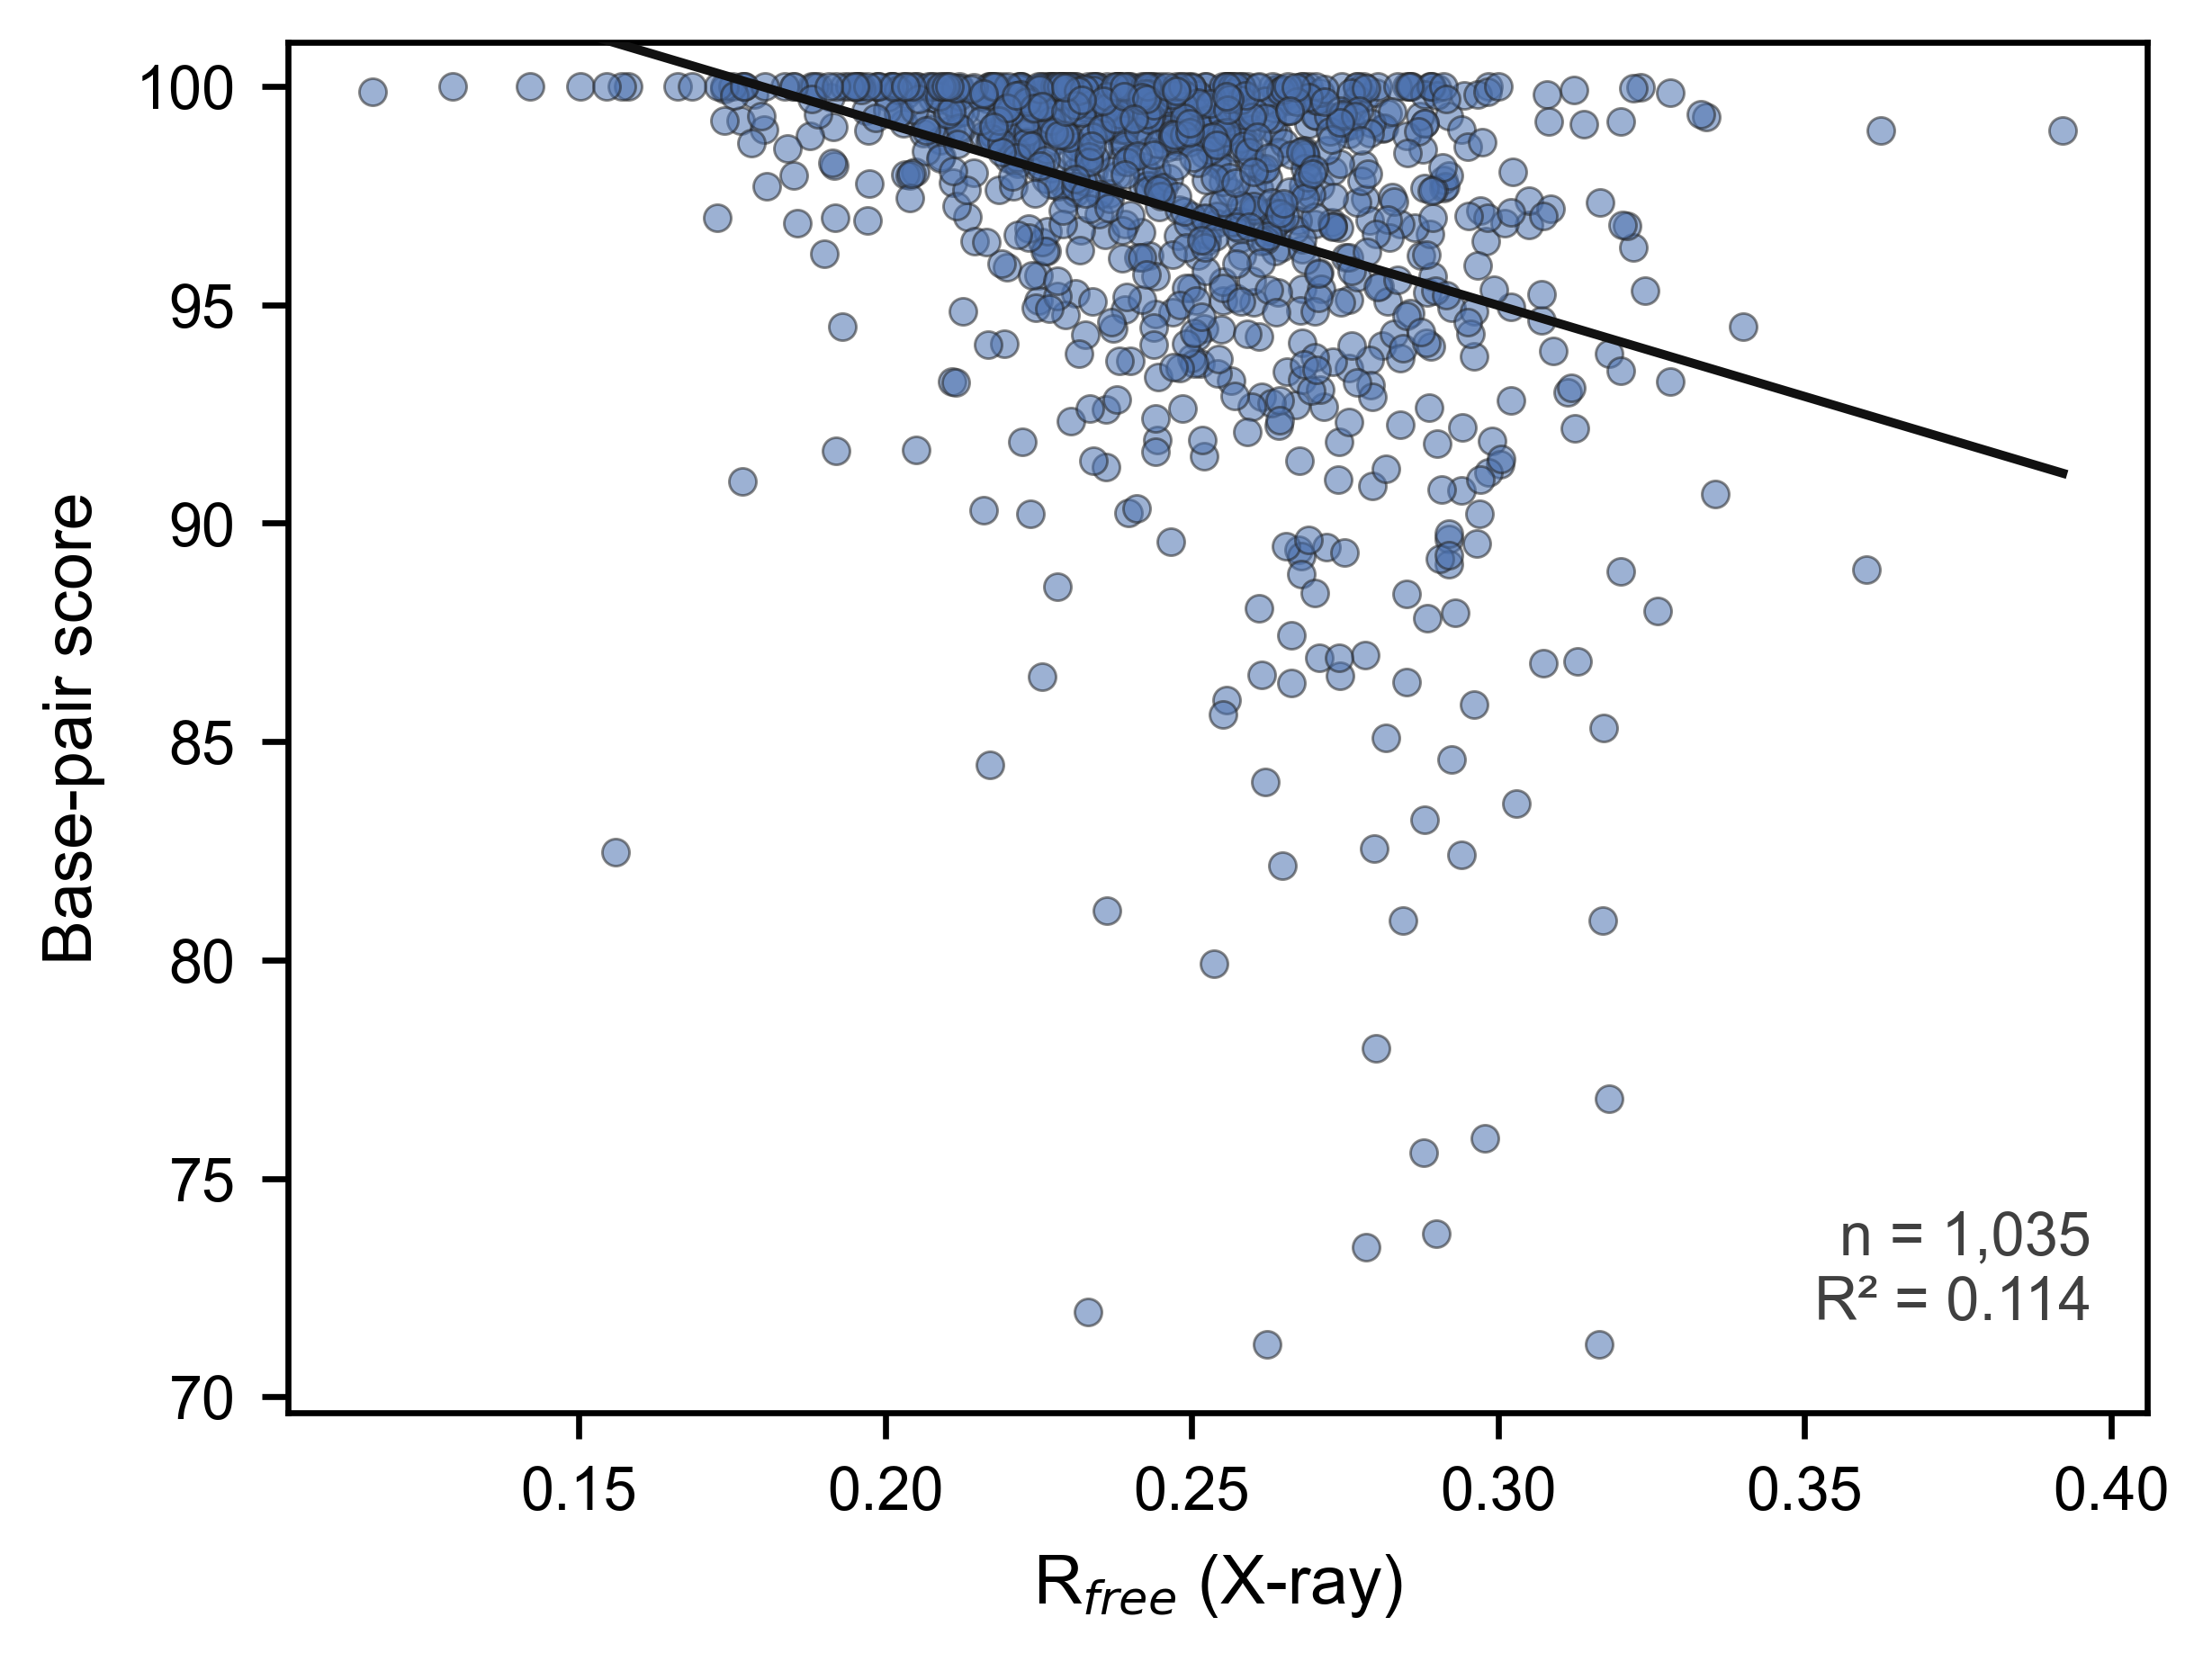 100
95
90
85
80
75
70
Base-pair score
n = 1,035
R² = 0.114
0.15 0.20 0.25 0.30 0.35 0.40
R_free (X-ray)